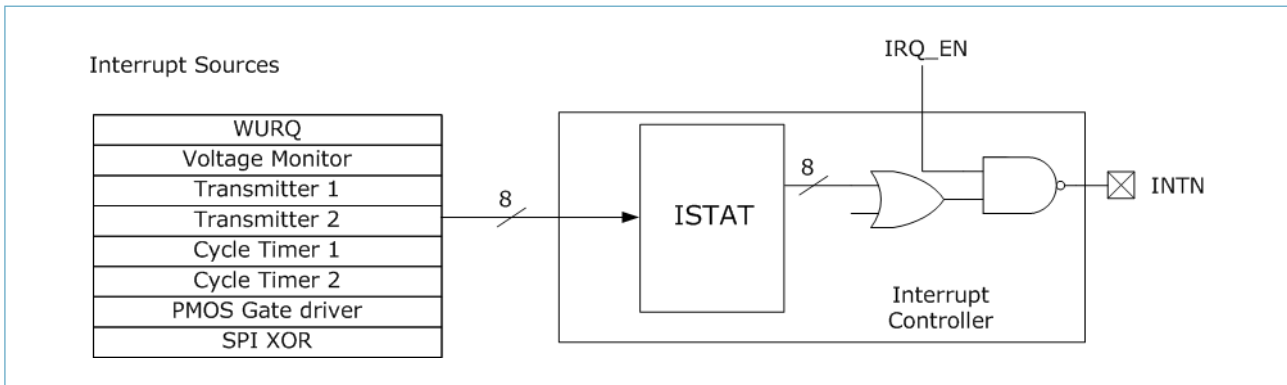 IRQ_EN
Interrupt Sources
WURQ
Voltage Monitor
Transmitter 1
Transmitter 2
Cycle Timer 1
Cycle Timer 2
PMOS Gate driver
SPI XOR
8
ISTAT
8
INTN
Interrupt
Controller